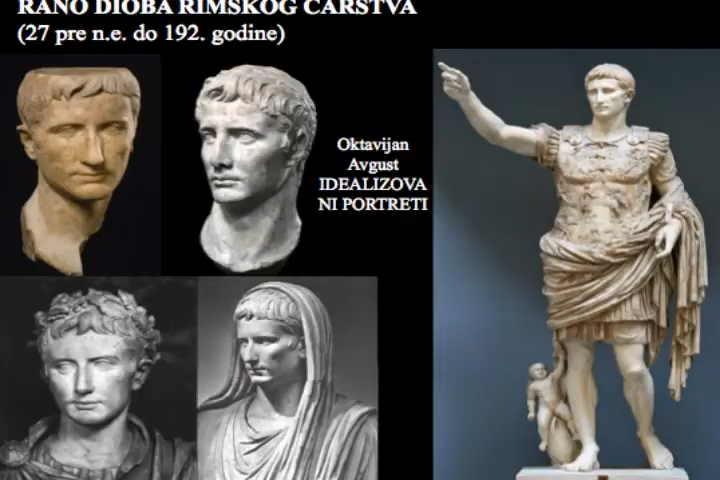 RANO DIOBA RIMSKOG CARSTVA
(27 pre n.e. do 192. godine)
Oktavijan
Avgust
IDEALIZOVA
NI PORTRETI